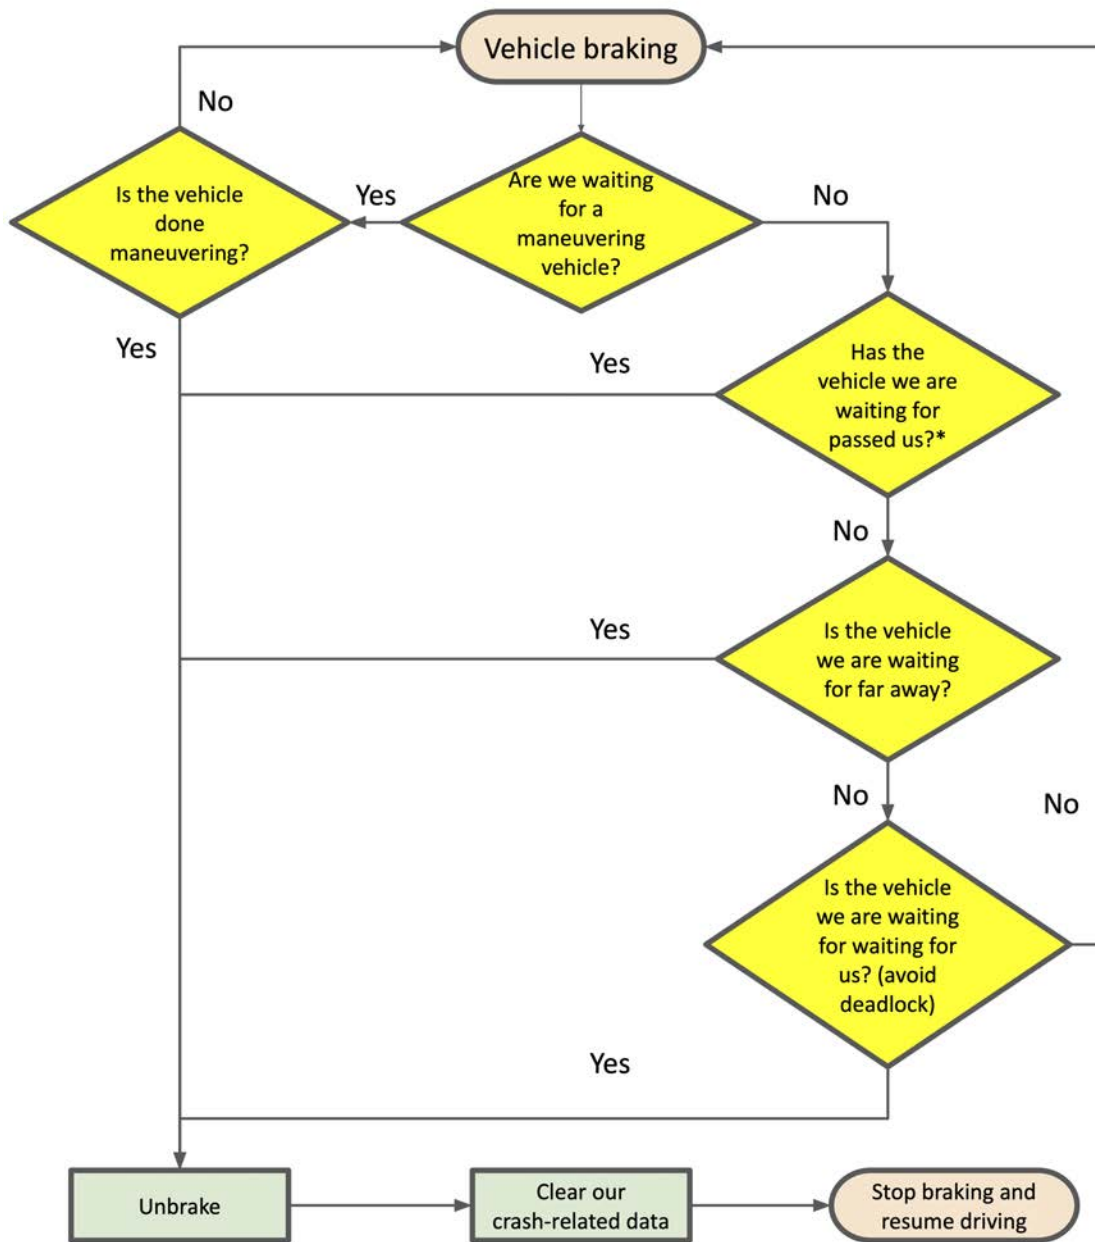 Vehicle braking
No
Is the vehicle
done
maneuvering?
Yes
Are we waiting
for a
maneuvering
vehicle?
No
Yes
Yes
Has the
vehicle we are
waiting for
passed us?*
No
Yes
Is the vehicle
we are waiting
for far away?
No
No
Is the vehicle
we are waiting
for waiting for
us? (avoid
deadlock)
Yes
Unbrake
Clear our
crash-related data
Stop braking and
resume driving